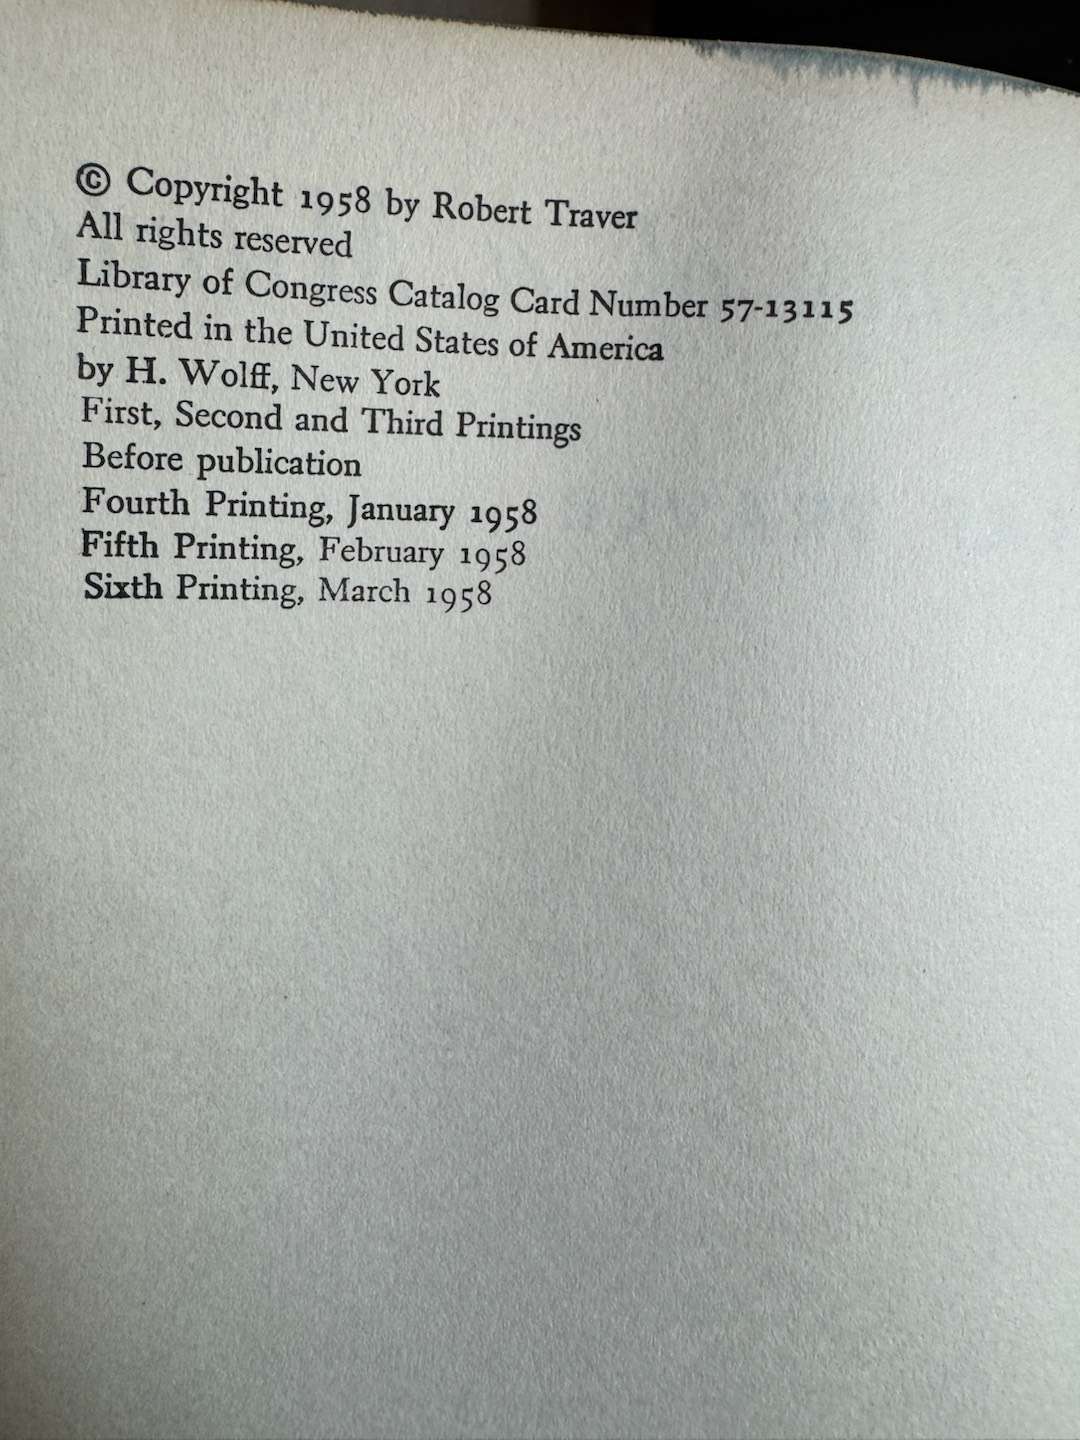 © Copyright 1958 by Robert Traver
All rights reserved
Library of Congress Catalog Card Number 57-13115
Printed in the United States of America
by H. Wolff, New York
First, Second and Third Printings
Before publication
Fourth Printing, January 1958
Fifth Printing, February 1958
Sixth Printing, March 1958